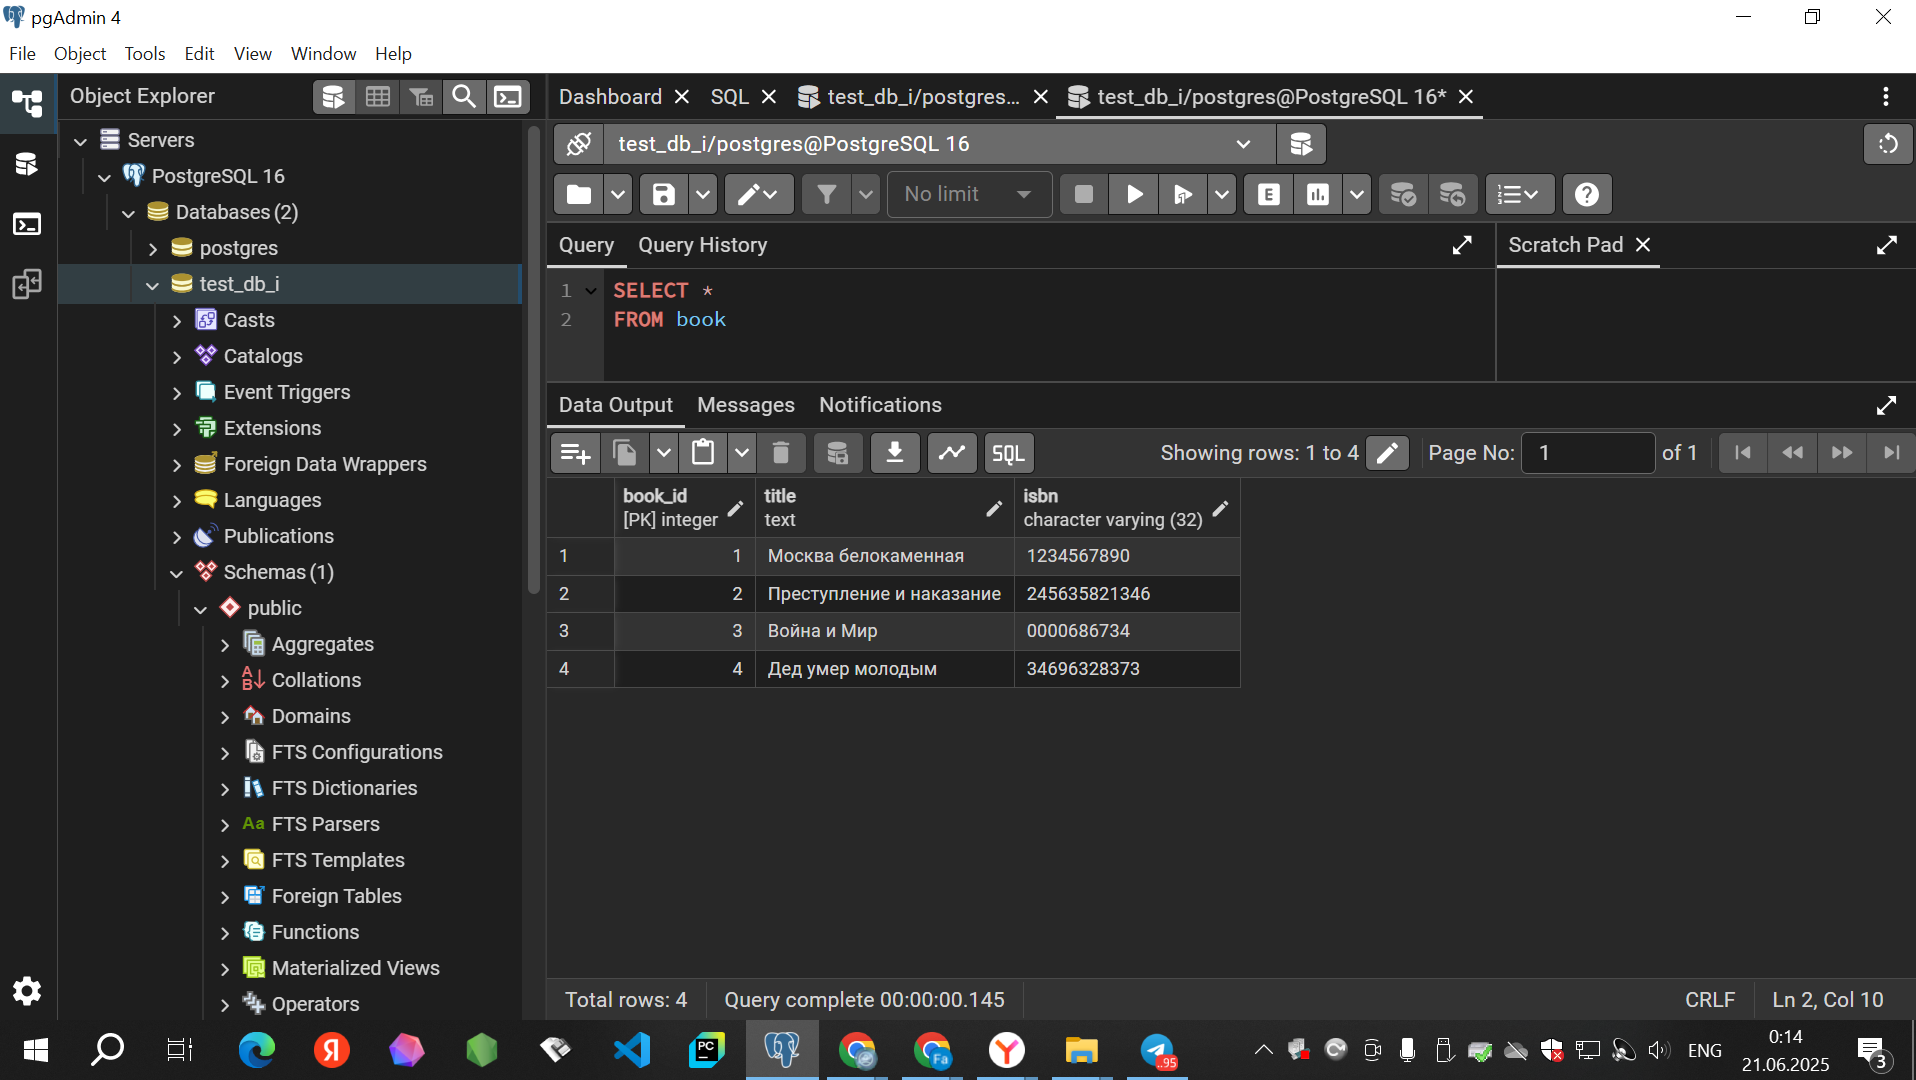 pgAdmin 4
File Object Tools Edit View Window Help
Object Explorer
Dashboard
SQL
test_db_i/postgres...
test_db_i/postgres@PostgreSQL 16*
Servers
PostgreSQL 16
Databases (2)
postgres
test_db_i
Casts
Catalogs
Event Triggers
Extensions
Foreign Data Wrappers
Languages
Publications
Schemas (1)
public
Aggregates
Collations
Domains
FTS Configurations
FTS Dictionaries
Aa FTS Parsers
FTS Templates
Foreign Tables
Functions
Materialized Views
Operators
test_db_i/postgres@PostgreSQL 16
No limit
E
Query Query History
Scratch Pad
1 SELECT *
2 FROM book
Data Output Messages Notifications
SQL
Showing rows: 1 to 4
Page No: 1 of 1
book_id title isbn
[PK] integer text character varying (32)
1 1 Москва белокаменная 1234567890
2 2 Преступление и наказание 245635821346
3 3 Война и Мир 0000686734
4 4 Дед умер молодым 34696328373
Total rows: 4 Query complete 00:00:00.145 CRLF Ln 2, Col 10
Я
PC
Fa
Y
..95
ENG
0:14
21.06.2025
3